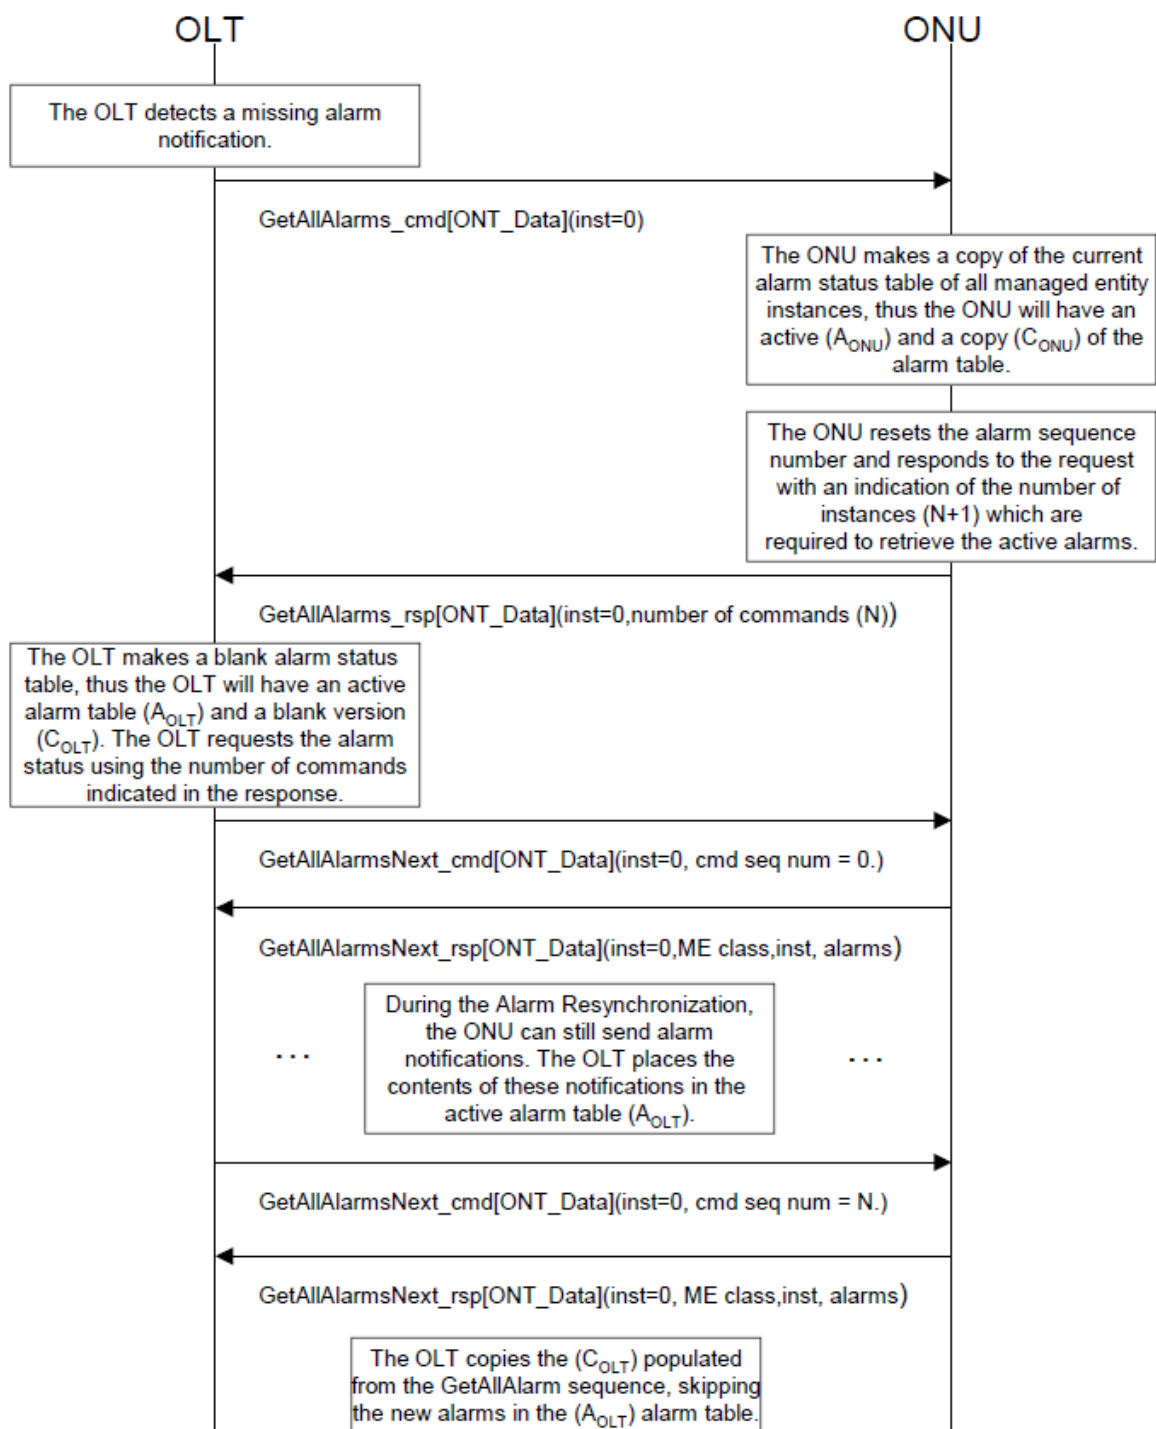 OLT
ONU
The OLT detects a missing alarm
notification.
GetAllAlarms_cmd[ONT_Data](inst=0)
The ONU makes a copy of the current
alarm status table of all managed entity
instances, thus the ONU will have an
active (A_ONU) and a copy (C_ONU) of the
alarm table.
The ONU resets the alarm sequence
number and responds to the request
with an indication of the number of
instances (N+1) which are
required to retrieve the active alarms.
GetAllAlarms_rsp[ONT_Data](inst=0,number of commands (N))
The OLT makes a blank alarm status
table, thus the OLT will have an active
alarm table (A_OLT) and a blank version
(C_OLT). The OLT requests the alarm
status using the number of commands
indicated in the response.
GetAllAlarmsNext_cmd[ONT_Data](inst=0, cmd seq num = 0.)
GetAllAlarmsNext_rsp[ONT_Data](inst=0,ME class,inst, alarms)
During the Alarm Resynchronization,
the ONU can still send alarm
notifications. The OLT places the
contents of these notifications in the
active alarm table (A_OLT).
...
...
GetAllAlarmsNext_cmd[ONT_Data](inst=0, cmd seq num = N.)
GetAllAlarmsNext_rsp[ONT_Data](inst=0, ME class,inst, alarms)
The OLT copies the (C_OLT) populated
from the GetAllAlarm sequence, skipping
the new alarms in the (A_OLT) alarm table.